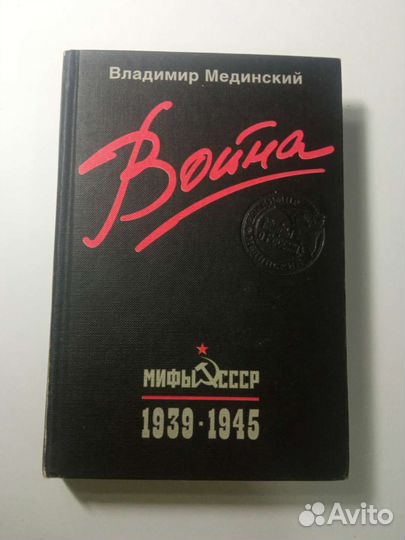 Владимир Мединский
Война
МИФЫ СССР
1939 · 1945
Avito